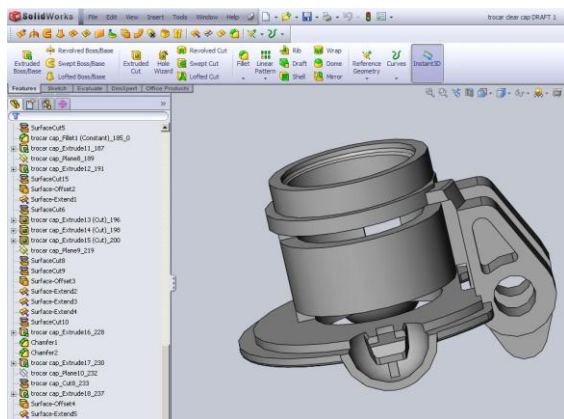 SolidWorks File Edit View Insert Tools Window Help trocar clear cap DRAFT 1
Extruded Boss/Base Revolved Boss/Base Swept Boss/Base Lofted Boss/Base Extruded Cut Hole Wizard Revolved Cut Swept Cut Lofted Cut Fillet Linear Pattern Rib Draft Shell Wrap Dome Mirror Reference Geometry Curves Instant3D
Features Sketch Evaluate DimXpert Office Products
SurfaceCut5
trocar cap_Fillet1 (Constant)_185_0
trocar cap_Extrude11_187
trocar cap_Plane8_189
trocar cap_Extrude12_191
SurfaceCut15
Surface-Offset2
Surface-Extend1
SurfaceCut6
trocar cap_Extrude13 (Cut)_196
trocar cap_Extrude14 (Cut)_198
trocar cap_Extrude15 (Cut)_200
trocar cap_Plane9_219
SurfaceCut8
SurfaceCut9
Surface-Offset3
Surface-Extend2
Surface-Extend3
Surface-Extend4
SurfaceCut10
trocar cap_Extrude16_228
Chamfer1
Chamfer2
trocar cap_Extrude17_230
trocar cap_Plane10_232
trocar cap_Cut8_233
trocar cap_Extrude18_237
Surface-Offset4
Surface-Extend5